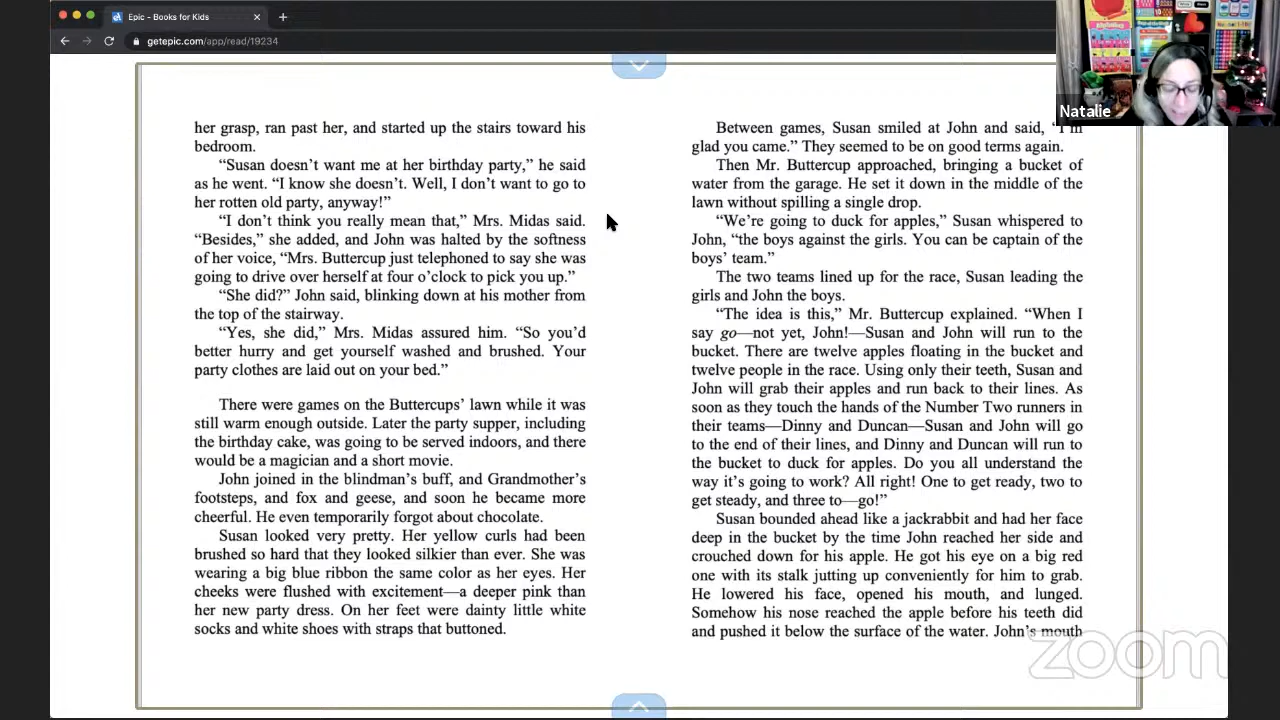 Epic - Books for Kids
getepic.com/app/read/19234
Natalie
her grasp, ran past her, and started up the stairs toward his
bedroom.
“Susan doesn’t want me at her birthday party,” he said
as he went. “I know she doesn’t. Well, I don’t want to go to
her rotten old party, anyway!”
“I don’t think you really mean that,” Mrs. Midas said.
“Besides,” she added, and John was halted by the softness
of her voice, “Mrs. Buttercup just telephoned to say she was
going to drive over herself at four o’clock to pick you up.”
“She did?” John said, blinking down at his mother from
the top of the stairway.
“Yes, she did,” Mrs. Midas assured him. “So you’d
better hurry and get yourself washed and brushed. Your
party clothes are laid out on your bed.”
There were games on the Buttercups’ lawn while it was
still warm enough outside. Later the party supper, including
the birthday cake, was going to be served indoors, and there
would be a magician and a short movie.
John joined in the blindman’s buff, and Grandmother’s
footsteps, and fox and geese, and soon he became more
cheerful. He even temporarily forgot about chocolate.
Susan looked very pretty. Her yellow curls had been
brushed so hard that they looked silkier than ever. She was
wearing a big blue ribbon the same color as her eyes. Her
cheeks were flushed with excitement—a deeper pink than
her new party dress. On her feet were dainty little white
socks and white shoes with straps that buttoned.
Between games, Susan smiled at John and said, “I’m
glad you came.” They seemed to be on good terms again.
Then Mr. Buttercup approached, bringing a bucket of
water from the garage. He set it down in the middle of the
lawn without spilling a single drop.
“We’re going to duck for apples,” Susan whispered to
John, “the boys against the girls. You can be captain of the
boys’ team.”
The two teams lined up for the race, Susan leading the
girls and John the boys.
“The idea is this,” Mr. Buttercup explained. “When I
say go—not yet, John!—Susan and John will run to the
bucket. There are twelve apples floating in the bucket and
twelve people in the race. Using only their teeth, Susan and
John will grab their apples and run back to their lines. As
soon as they touch the hands of the Number Two runners in
their teams—Dinny and Duncan—Susan and John will go
to the end of their lines, and Dinny and Duncan will run to
the bucket to duck for apples. Do you all understand the
way it’s going to work? All right! One to get ready, two to
get steady, and three to—go!”
Susan bounded ahead like a jackrabbit and had her face
deep in the bucket by the time John reached her side and
crouched down for his apple. He got his eye on a big red
one with its stalk jutting up conveniently for him to grab.
He lowered his face, opened his mouth, and lunged.
Somehow his nose reached the apple before his teeth did
and pushed it below the surface of the water. John’s mouth
zoom